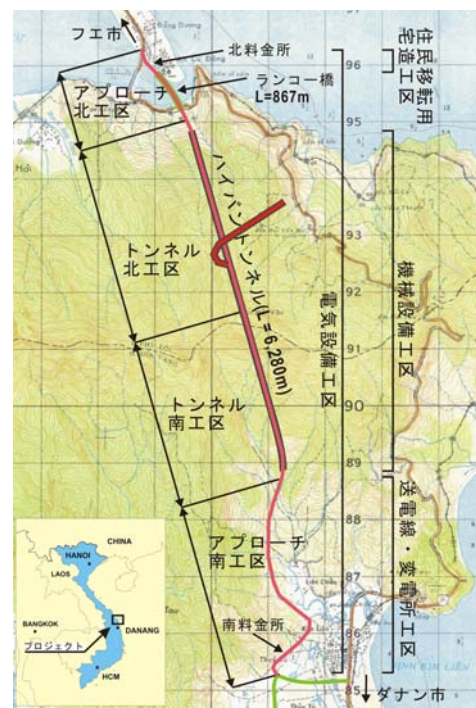 フエ市
北料金所
ランコー橋
L=867m
アプローチ
北工区
住民移転用
宅造工区
96
95
93
92
91
90
89
88
87
86
85
ハイバントンネル(L=6,280m)
トンネル
北工区
電気設備工区
機械設備工区
トンネル
南工区
アプローチ
南工区
送電線・変電所工区
南料金所
ダナン市
CHINA
HANOI
LAOS
BANGKOK
DANANG
プロジェクト
HCM